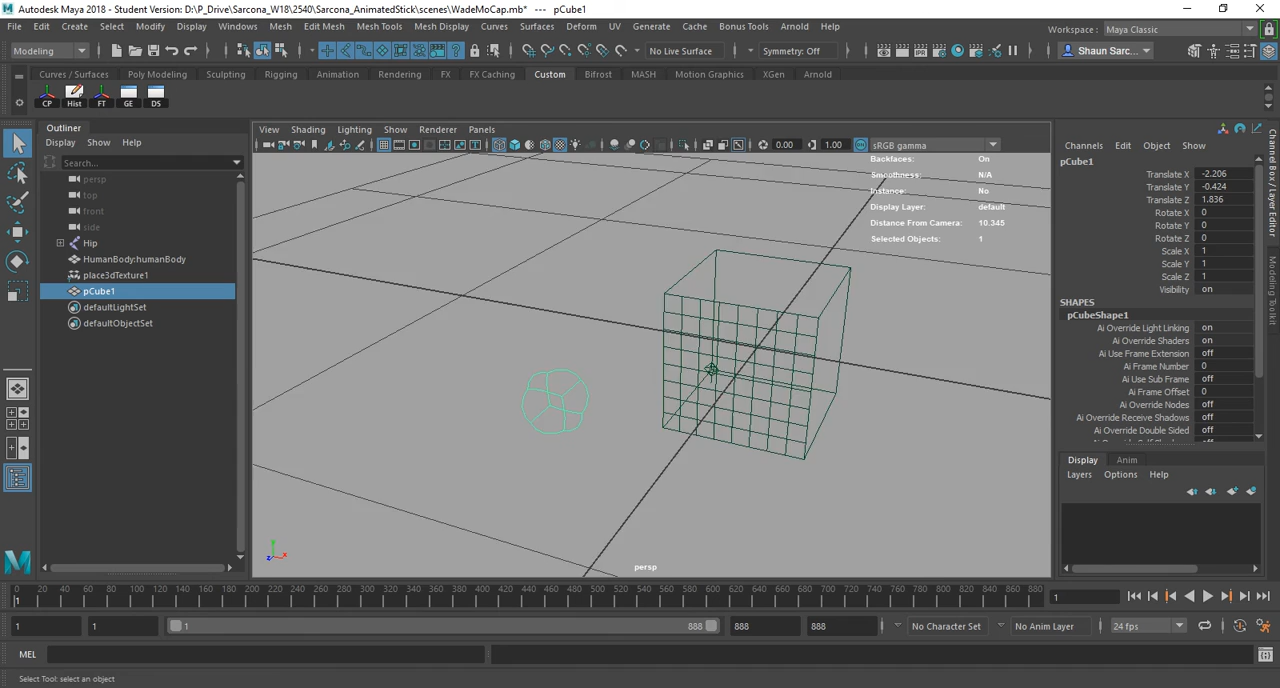 Autodesk Maya 2018 - Student Version: D:\P_Drive\Sarcona_W18\2540\Sarcona_AnimatedStick\scenes\WadeMoCap.mb* --- pCube1
File Edit Create Select Modify Display Windows Mesh Edit Mesh Mesh Tools Mesh Display Curves Surfaces Deform UV Generate Cache Arnold Help
Workspace : Maya Classic
Modeling No Live Surface Symmetry: Off Shaun Sarc...
Curves / Surfaces Poly Modeling Sculpting Rigging Animation Rendering FX FX Caching Custom Bifrost MASH Motion Graphics XGen Arnold
CP Hist FT GE DS
Outliner
Display Show Help
Search...
persp
top
front
side
Hip
HumanBody:humanBody
place3dTexture1
pCube1
defaultLightSet
defaultObjectSet
View Shading Lighting Show Renderer Panels
0.00 1.00 sRGB gamma
Backfaces: On
Smoothness: N/A
Instance: No
Display Layer: default
Distance From Camera: 10.345
Selected Objects: 1
y
z x
persp
Channels Edit Object Show
pCube1
Translate X -2.206
Translate Y -0.424
Translate Z 1.836
Rotate X 0
Rotate Y 0
Rotate Z 0
Scale X 1
Scale Y 1
Scale Z 1
Visibility on
SHAPES
pCubeShape1
Ai Override Light Linking on
Ai Override Shaders on
Ai Use Frame Extension off
Ai Frame Number 0
Ai Use Sub Frame off
Ai Frame Offset 0
Ai Override Nodes off
Ai Override Receive Shadows off
Ai Override Double Sided off
Display Anim
Layers Options Help
Channel Box / Layer Editor
Modeling Toolkit
0 20 40 60 80 100 120 140 160 180 200 220 240 260 280 300 320 340 360 380 400 420 440 460 480 500 520 540 560 580 600 620 640 660 680 700 720 740 760 780 800 820 840 860 880
1 1
1 1 1 888 888 888 No Character Set No Anim Layer 24 fps
MEL
Select Tool: select an object